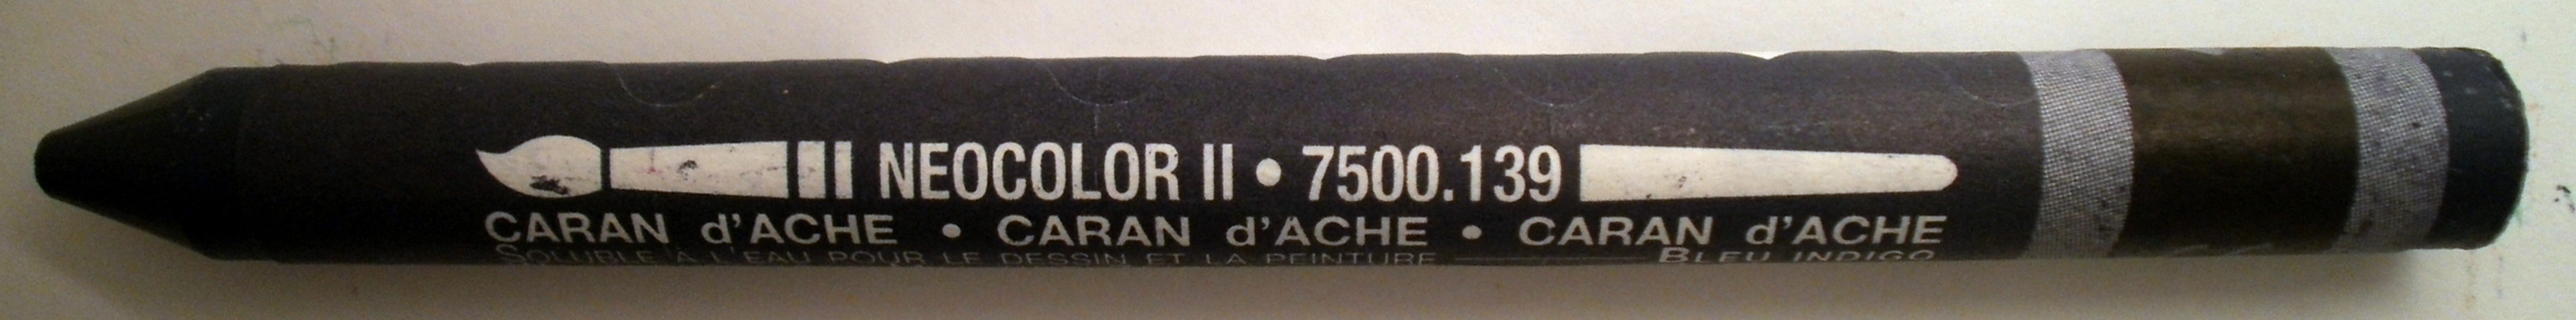 NEOCOLOR II • 7500.139
CARAN d'ACHE • CARAN d'ACHE • CARAN d'ACHE
SOLUBLE À L'EAU POUR LE DESSIN ET LA PEINTURE BLEU INDIGO